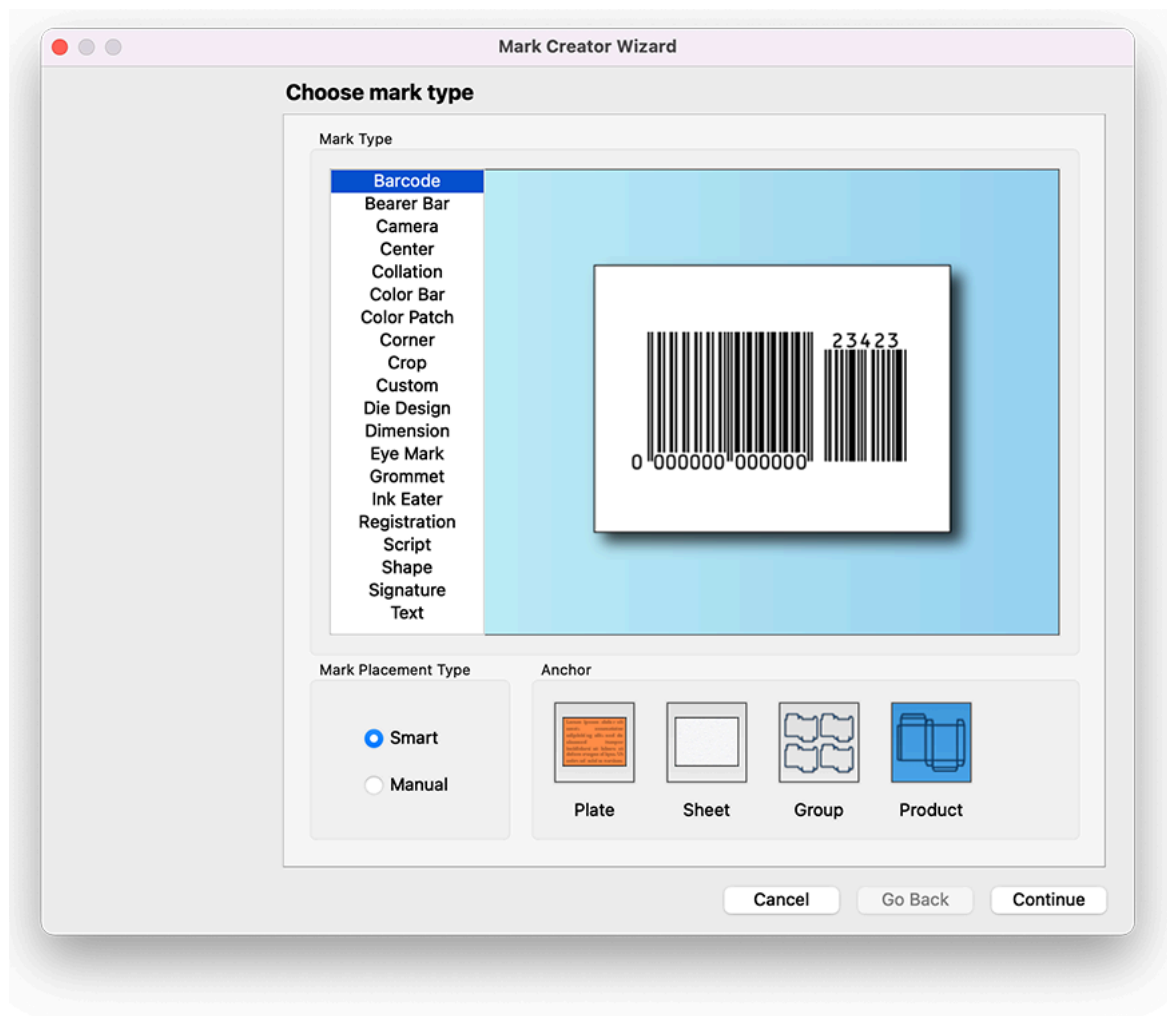 Mark Creator Wizard
Choose mark type
Mark Type
Barcode
Bearer Bar
Camera
Center
Collation
Color Bar
Color Patch
Corner
Crop
Custom
Die Design
Dimension
Eye Mark
Grommet
Ink Eater
Registration
Script
Shape
Signature
Text
23423
0 000000 000000
Mark Placement Type
Smart
Manual
Anchor
Plate
Sheet
Group
Product
Cancel
Go Back
Continue